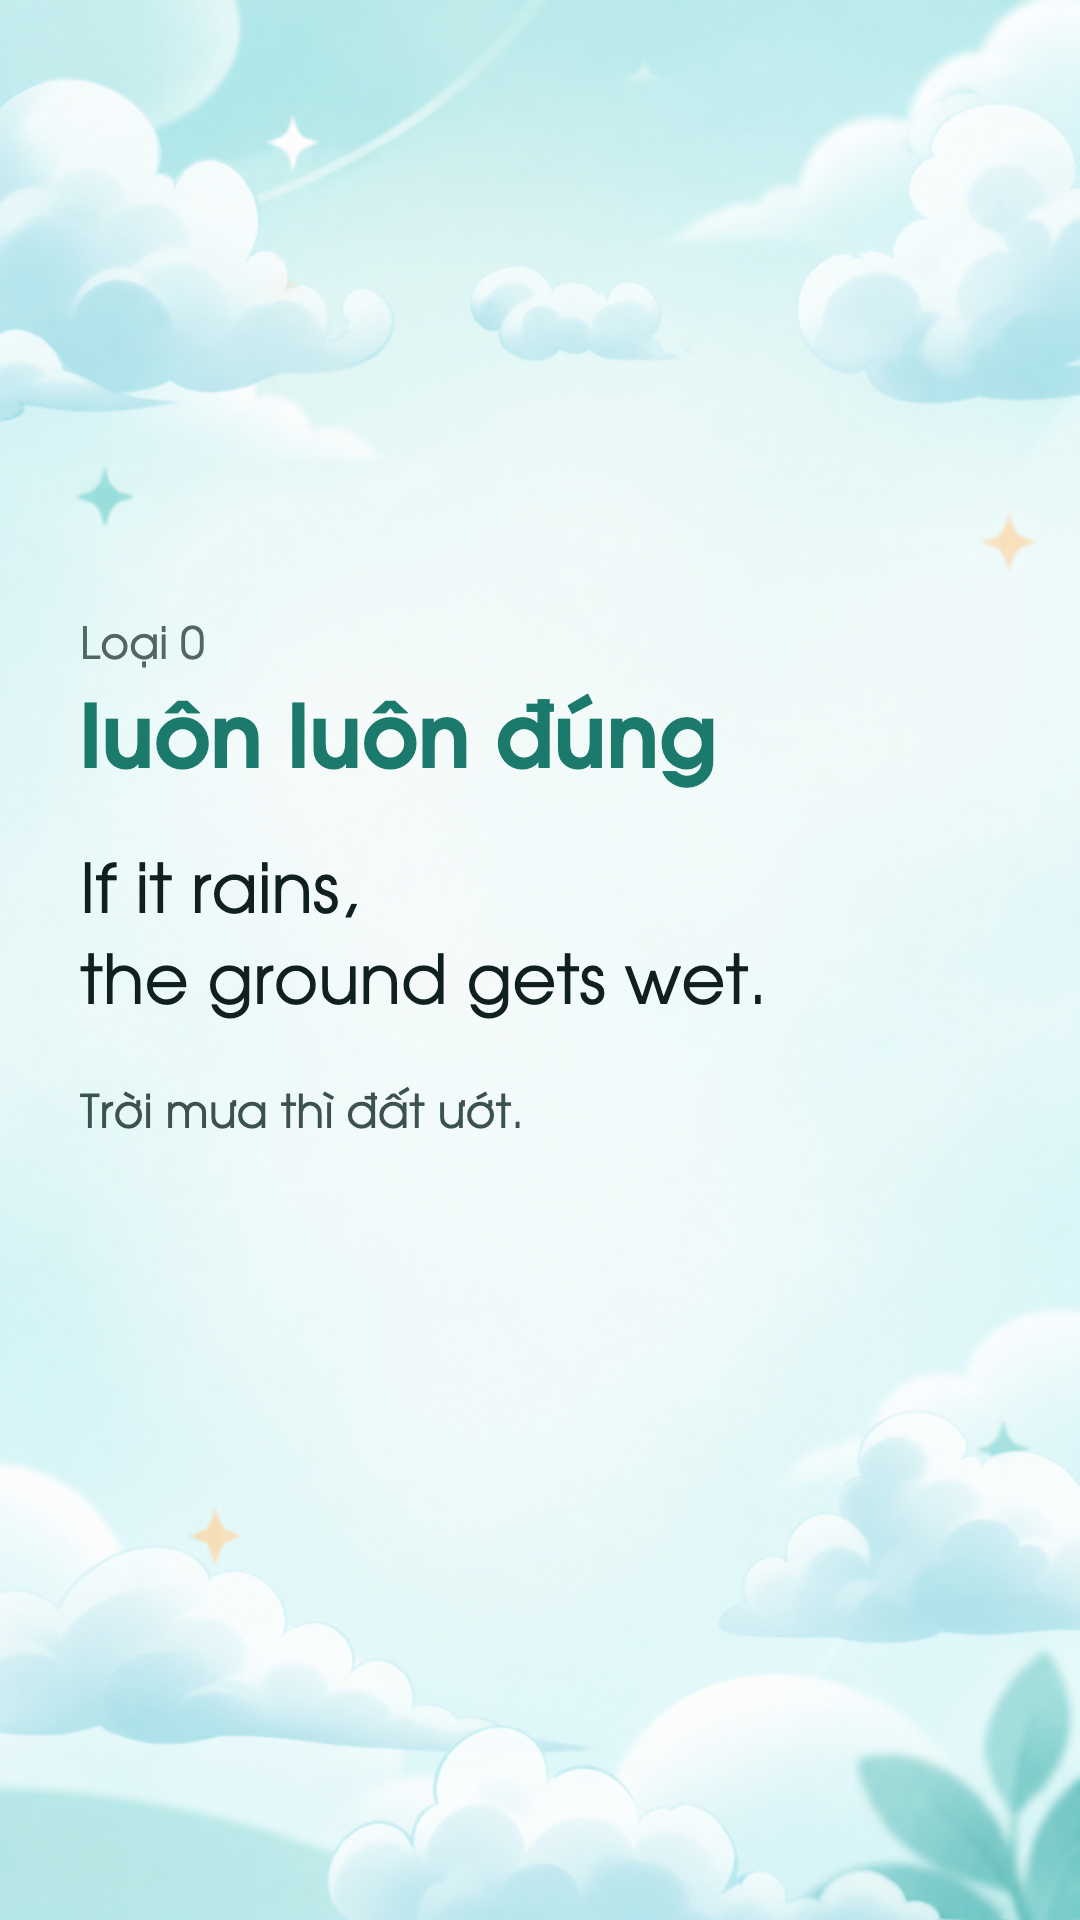 Loại 0
luôn luôn đúng
If it rains,
the ground gets wet.
Trời mưa thì đất ướt.